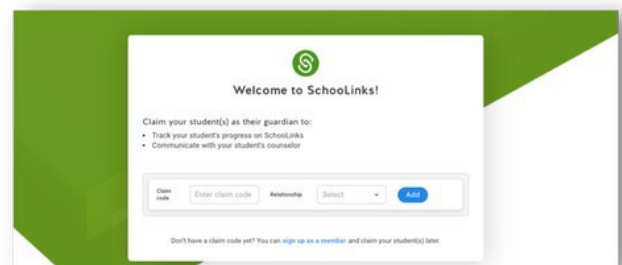 Welcome to SchooLinks!
Claim your student(s) as their guardian to:
• Track your student's progress on SchooLinks
• Communicate with your student's counselor
Claim code Enter claim code Relationship Select Add
Don't have a claim code yet? You can sign up as a member and claim your student(s) later.